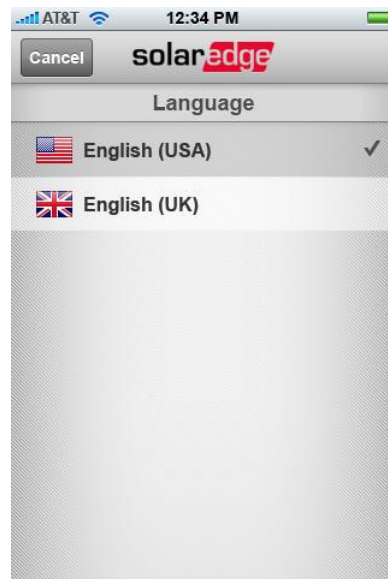 AT&T 12:34 PM
Cancel solaredge
Language
English (USA)
English (UK)